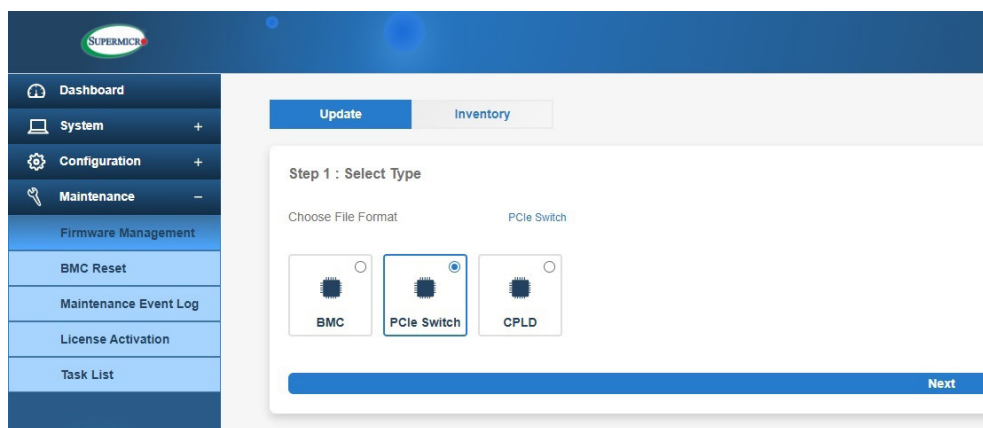 SUPERMICRO
Dashboard
System +
Configuration +
Maintenance –
Firmware Management
BMC Reset
Maintenance Event Log
License Activation
Task List
Update Inventory
Step 1 : Select Type
Choose File Format PCIe Switch
BMC PCIe Switch CPLD
Next